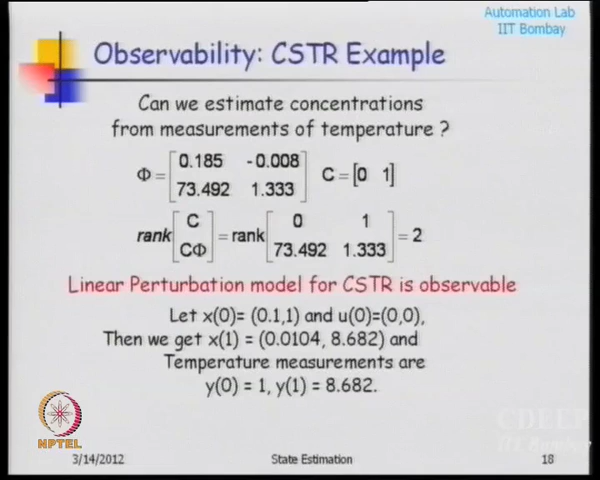 Automation Lab
IIT Bombay
Observability: CSTR Example
Can we estimate concentrations
from measurements of temperature ?
Φ = [0.185 -0.008; 73.492 1.333] C = [0 1]
rank[C; CΦ] = rank[0 1; 73.492 1.333] = 2
Linear Perturbation model for CSTR is observable
Let x(0)= (0.1,1) and u(0)=(0,0),
Then we get x(1) = (0.0104, 8.682) and
Temperature measurements are
y(0) = 1, y(1) = 8.682.
NPTEL
CDEEP
IIT Bombay
3/14/2012 State Estimation 18